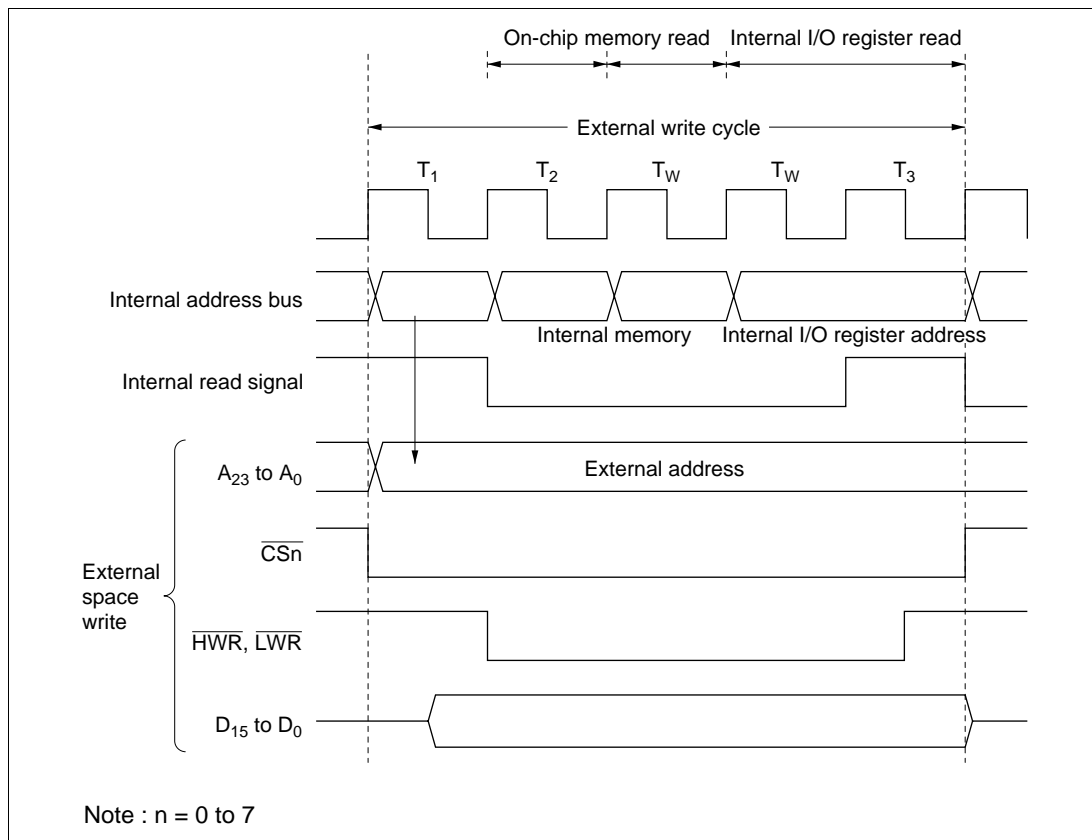 On-chip memory read Internal I/O register read
External write cycle
T1 T2 TW TW T3
Internal address bus
Internal memory Internal I/O register address
Internal read signal
A23 to A0
External address
CSn
External
space
write
HWR, LWR
D15 to D0
Note : n = 0 to 7